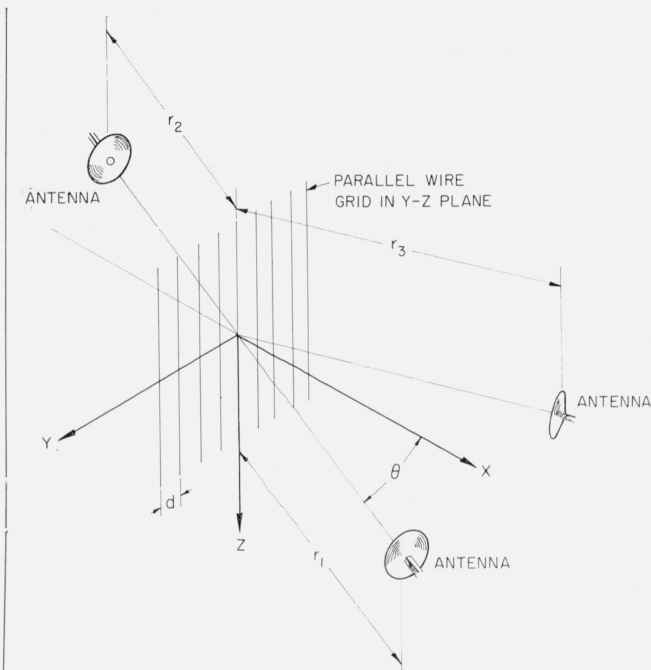 r2
ANTENNA
PARALLEL WIRE
GRID IN Y-Z PLANE
r3
ANTENNA
Y
X
θ
d
Z
r1
ANTENNA